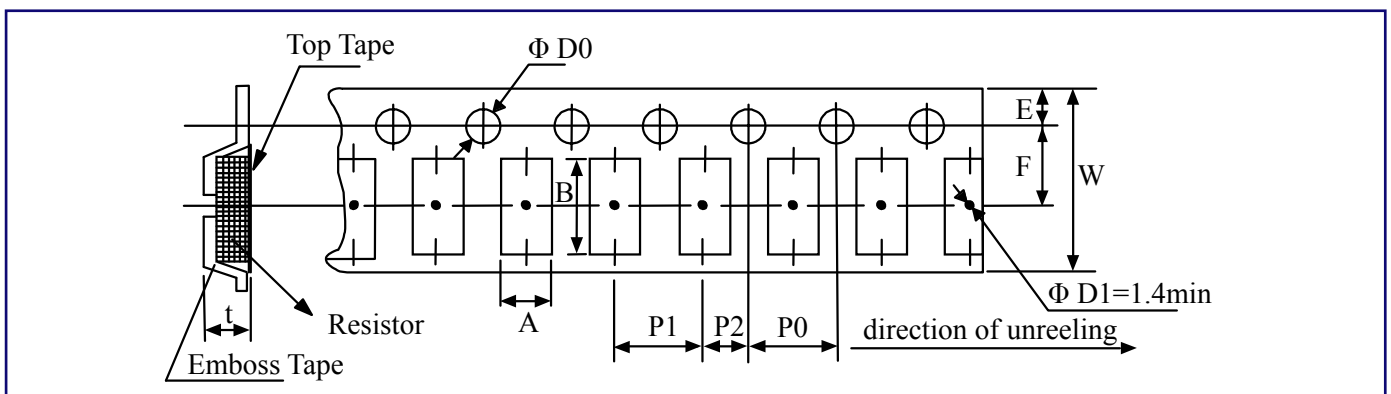 Top Tape
Φ D0
E
F
W
B
Φ D1=1.4min
t
Resistor
A
P1
P2
P0
direction of unreeling
Emboss Tape